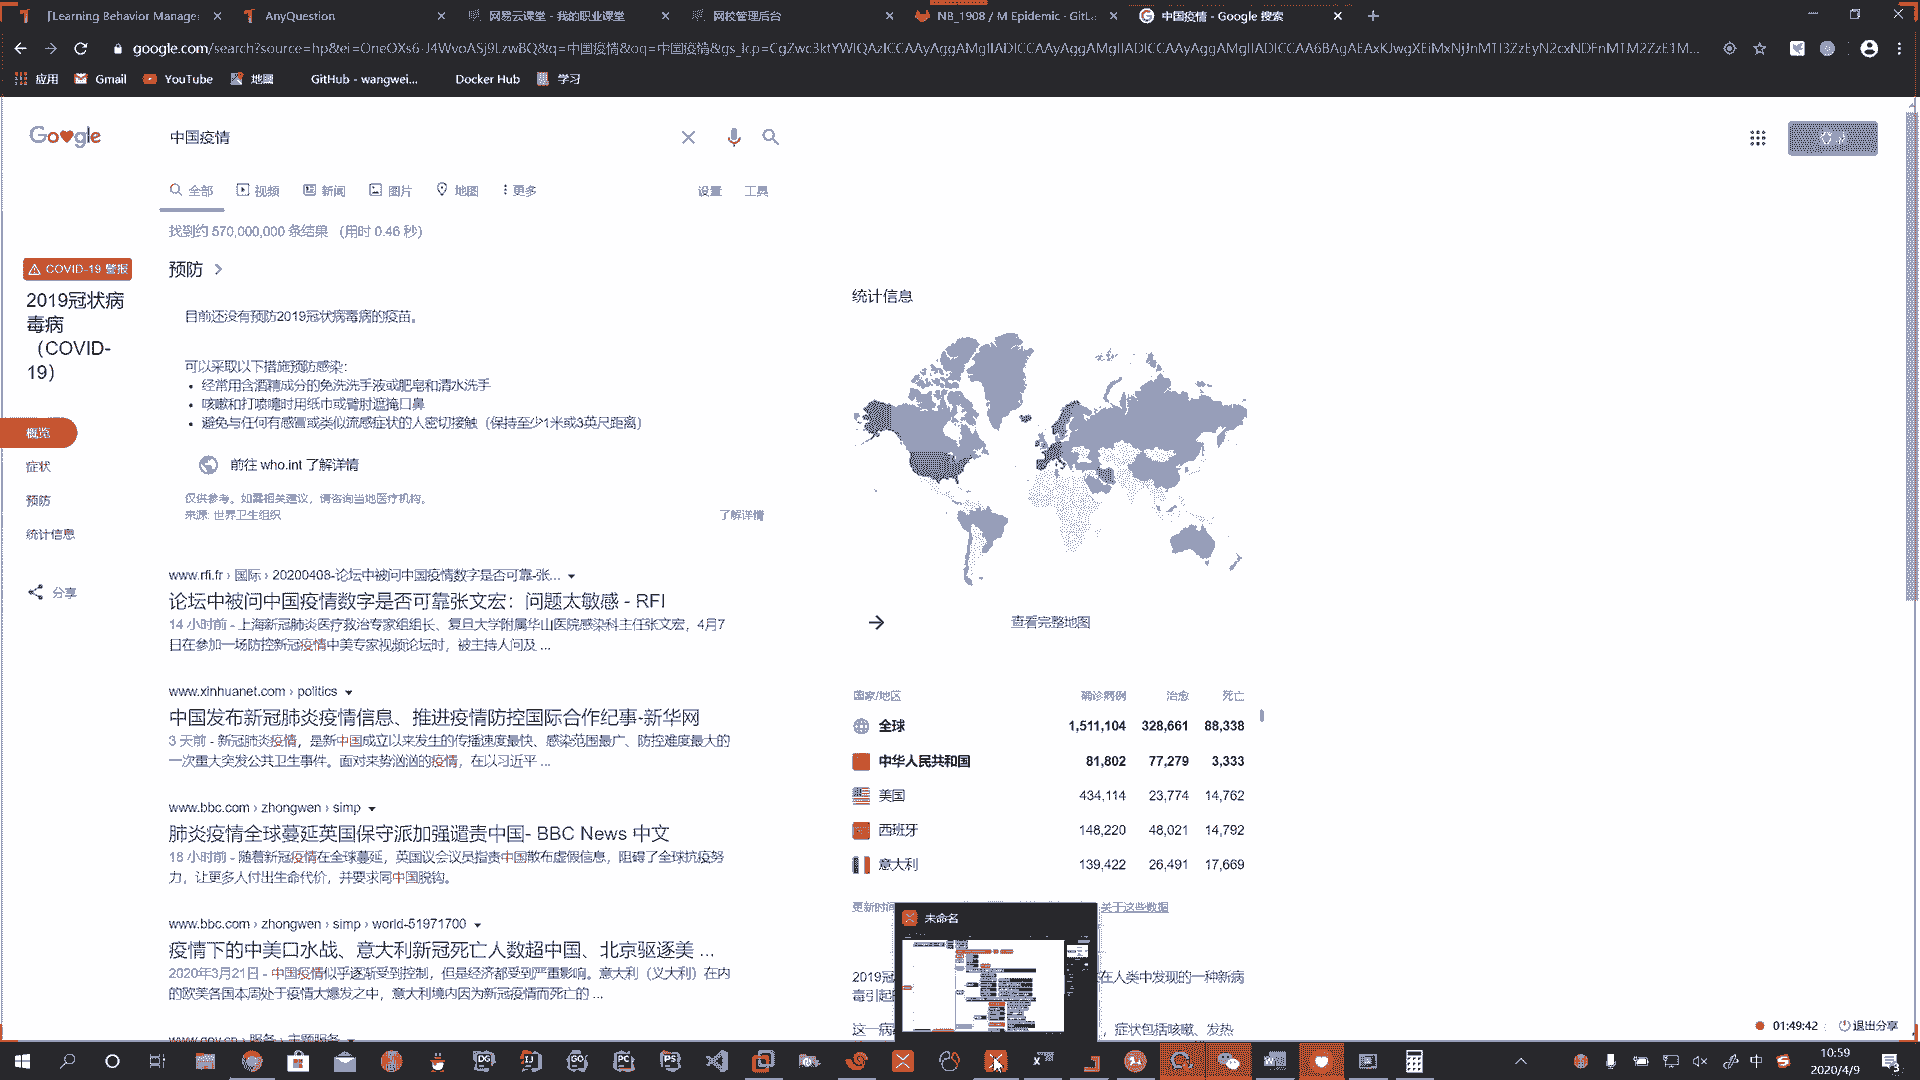 [Learning Behavior Manage
AnyQuestion
网易云课堂 - 我的职业课堂
网校管理后台
NB_1908 / M Epidemic · GitLa
中国疫情 - Google 搜索
应用
Gmail
YouTube
地圖
GitHub - wangwei...
Docker Hub
学习
Google
中国疫情
全部
视频
新闻
图片
地图
更多
设置
工具
找到约 570,000,000 条结果 （用时 0.46 秒）
COVID-19 警报
2019冠状病
毒病
（COVID-
19）
概览
症状
预防
统计信息
分享
预防
目前还没有预防2019冠状病毒病的疫苗。
可以采取以下措施预防感染:
经常用含酒精成分的免洗洗手液或肥皂和清水洗手
咳嗽和打喷嚏时用纸巾或臂肘遮掩口鼻
避免与任何有感冒或类似流感症状的人密切接触（保持至少1米或3英尺距离）
前往 who.int 了解详情
仅供参考。如需相关建议，请咨询当地医疗机构。
来源: 世界卫生组织
了解详情
www.rfi.fr › 国际 › 20200408-论坛中被问中国疫情数字是否可靠-张...
论坛中被问中国疫情数字是否可靠张文宏：问题太敏感 - RFI
14 小时前 - 上海新冠肺炎医疗救治专家组组长、复旦大学附属华山医院感染科主任张文宏，4月7
日在参加一场防控新冠疫情中美专家视频论坛时，被主持人问及 ...
www.xinhuanet.com › politics
中国发布新冠肺炎疫情信息、推进疫情防控国际合作纪事-新华网
3 天前 - 新冠肺炎疫情，是新中国成立以来发生的传播速度最快、感染范围最广、防控难度最大的
一次重大突发公共卫生事件。面对来势汹汹的疫情，在以习近平 ...
www.bbc.com › zhongwen › simp
肺炎疫情全球蔓延英国保守派加强谴责中国- BBC News 中文
18 小时前 - 随着新冠疫情在全球蔓延，英国议会议员指责中国散布虚假信息，阻碍了全球抗疫努
力，让更多人付出生命代价，并要求同中国脱钩。
www.bbc.com › zhongwen › simp › world-51971700
疫情下的中美口水战、意大利新冠死亡人数超中国、北京驱逐美 ...
2020年3月21日 - 中国疫情似乎逐渐受到控制，但是经济都受到严重影响。意大利（义大利）在内
的欧美各国本周处于疫情大爆发之中，意大利境内因为新冠疫情而死亡的 ...
www.gov.cn › 服务 › 主题服务
统计信息
查看完整地图
国家/地区 确诊病例 治愈 死亡
全球 1,511,104 328,661 88,338
中华人民共和国 81,802 77,279 3,333
美国 434,114 23,774 14,762
西班牙 148,220 48,021 14,792
意大利 139,422 26,491 17,669
更新时间
关于这些数据
未命名
2019冠
在人类中发现的一种新病
毒引起
这一病
症状包括咳嗽、发热
01:49:42
退出分享
中
10:59
2020/4/9